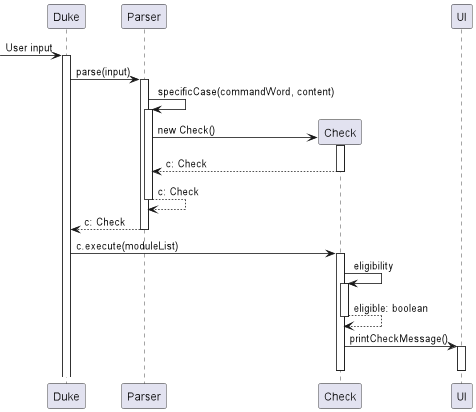 Duke
Parser
UI
User input
parse(input)
specificCase(commandWord, content)
new Check()
Check
c: Check
c: Check
c: Check
c.execute(moduleList)
eligibility
eligible: boolean
printCheckMessage()
Duke
Parser
Check
UI